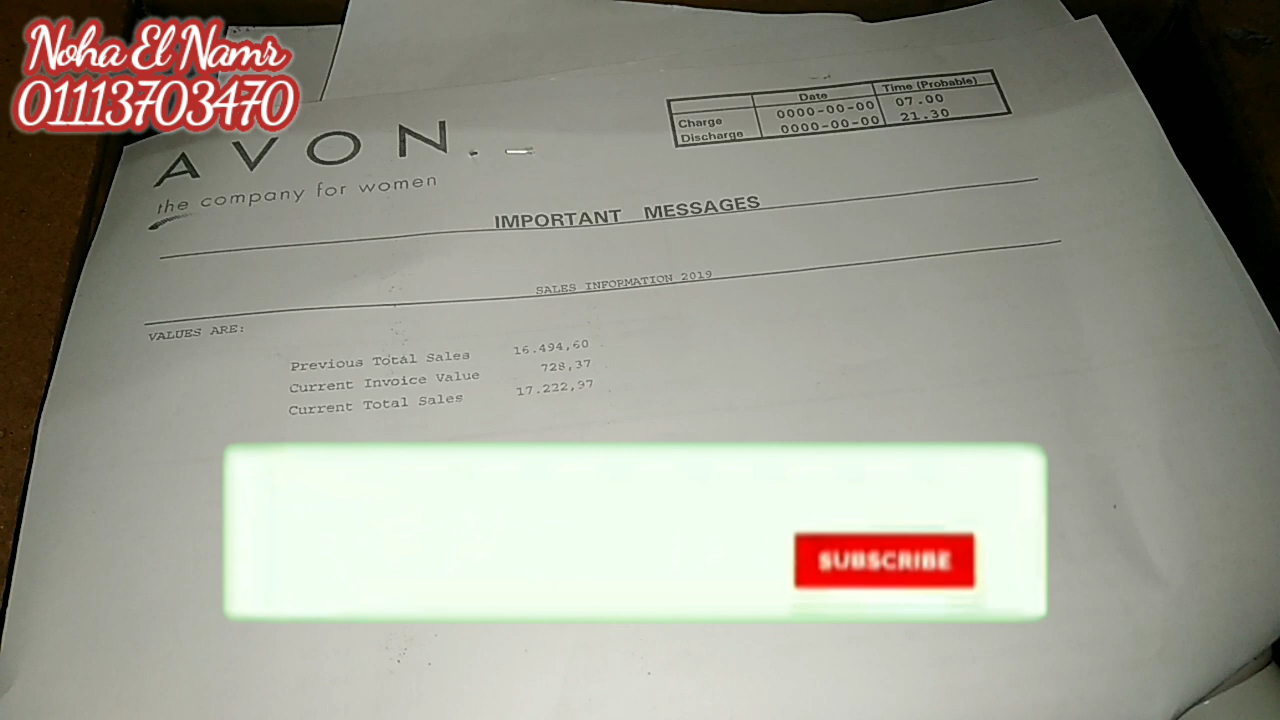 Noha El Namr
01113703470
AVON
the company for women
Date Time (Probable)
Charge 0000-00-00 07.00
Discharge 0000-00-00 21.30
IMPORTANT MESSAGES
SALES INFORMATION 2019
VALUES ARE:
Previous Total Sales 16.494,60
Current Invoice Value 728,37
Current Total Sales 17.222,97
SUBSCRIBE